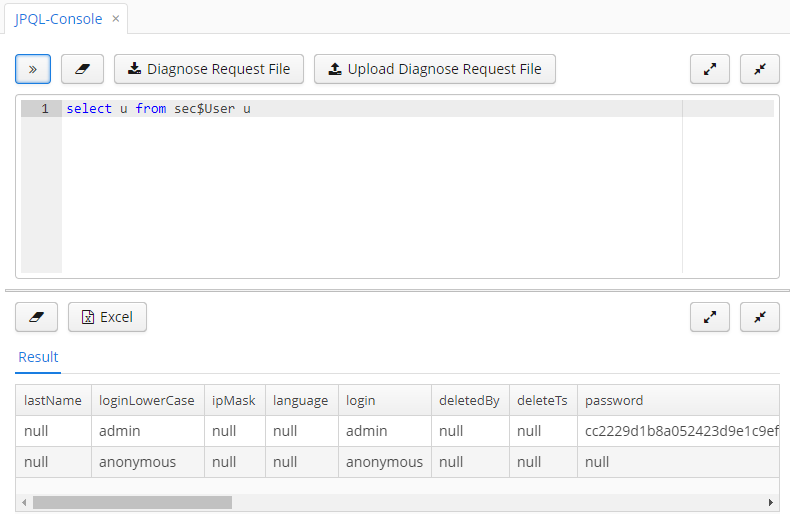 JPQL-Console ×
» Diagnose Request File Upload Diagnose Request File
1 select u from sec$User u
Excel
Result
lastName loginLowerCase ipMask language login deletedBy deleteTs password
null admin null null admin null null cc2229d1b8a052423d9e1c9ef
null anonymous null null anonymous null null null